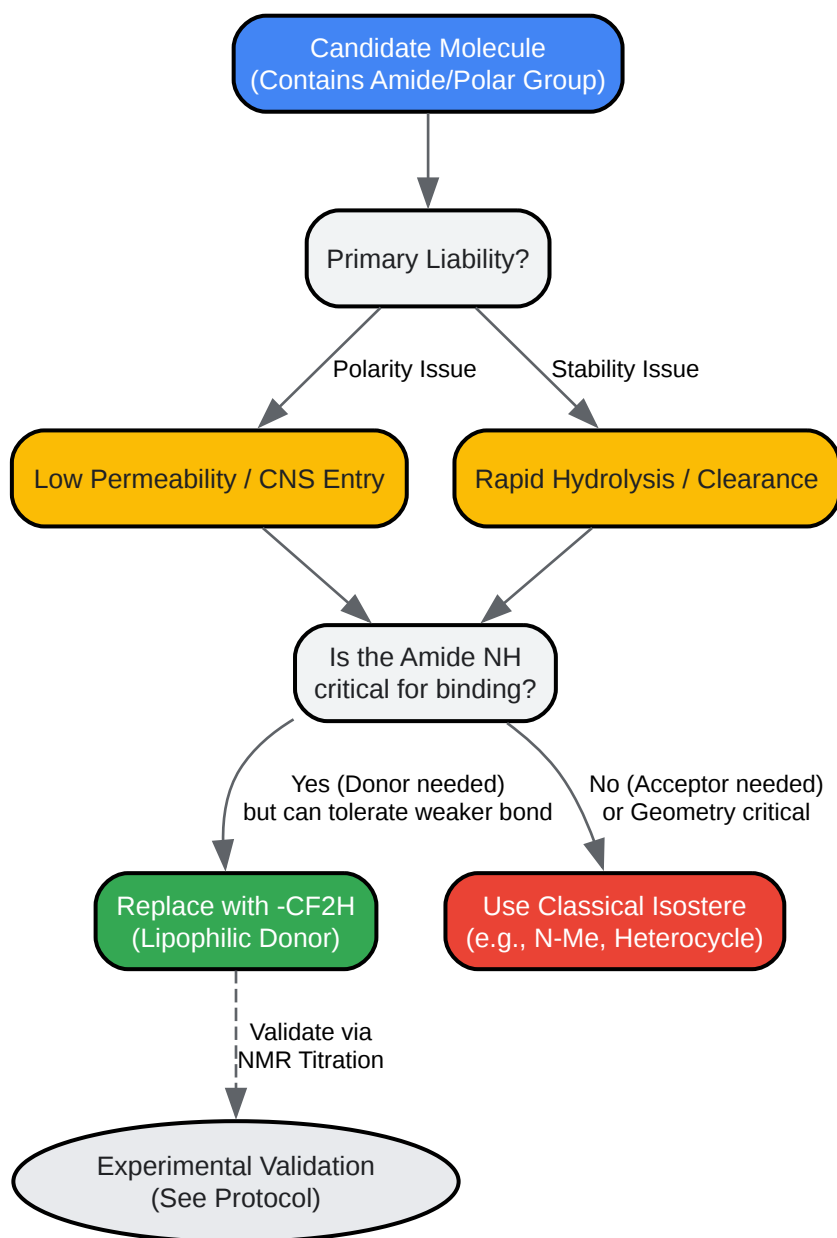 Candidate Molecule
(Contains Amide/Polar Group)
Primary Liability?
Polarity Issue
Stability Issue
Low Permeability / CNS Entry
Rapid Hydrolysis / Clearance
Is the Amide NH
critical for binding?
Yes (Donor needed)
but can tolerate weaker bond
No (Acceptor needed)
or Geometry critical
Replace with -CF2H
(Lipophilic Donor)
Use Classical Isostere
(e.g., N-Me, Heterocycle)
Validate via
NMR Titration
Experimental Validation
(See Protocol)